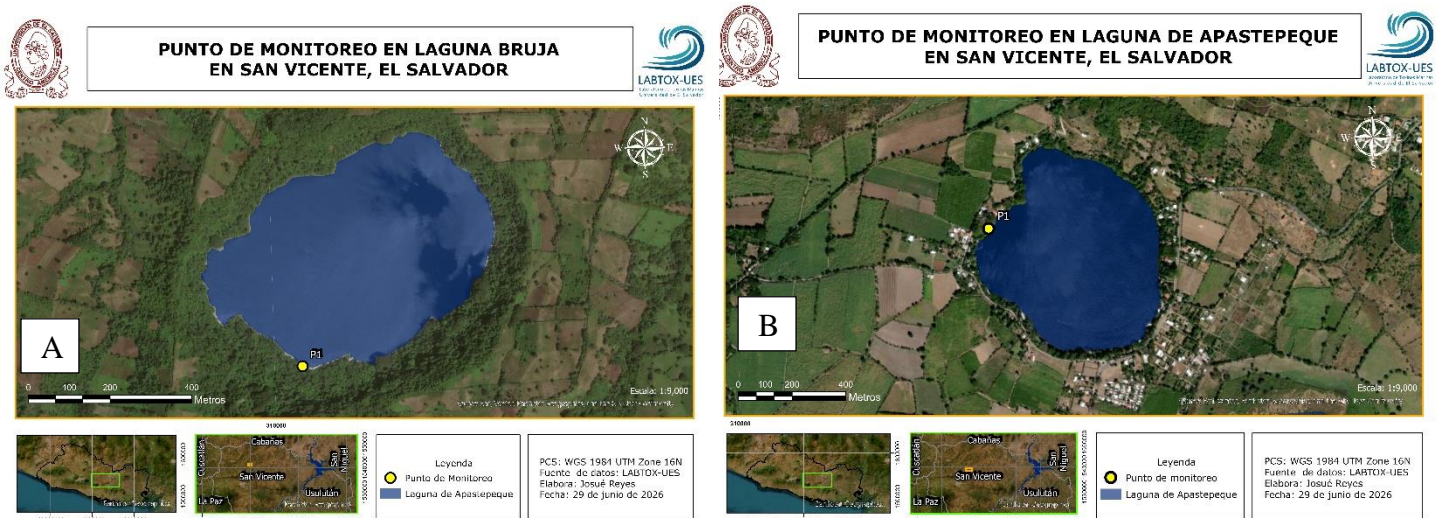 PUNTO DE MONITOREO EN LAGUNA BRUJA
EN SAN VICENTE, EL SALVADOR
LABTOX-UES
N
W E
S
P1
A
0 100 200 400
Metros
Escala: 1:9,000
310000
Cabañas
Cuscatlán
San Vicente
San Miguel
La Paz
Usulután
Leyenda
Punto de Monitoreo
Laguna de Apastepeque
PCS: WGS 1984 UTM Zone 16N
Fuente de datos: LABTOX-UES
Elabora: Josué Reyes
Fecha: 29 de junio de 2026
PUNTO DE MONITOREO EN LAGUNA DE APASTEPEQUE
EN SAN VICENTE, EL SALVADOR
LABTOX-UES
N
W E
S
P1
B
0 100 200 400
Metros
Escala: 1:9,000
310000
Cabañas
Cuscatlán
San Vicente
San Miguel
La Paz
Usulután
Leyenda
Punto de monitoreo
Laguna de Apastepeque
PCS: WGS 1984 UTM Zone 16N
Fuente de datos: LABTOX-UES
Elabora: Josué Reyes
Fecha: 29 de junio de 2026